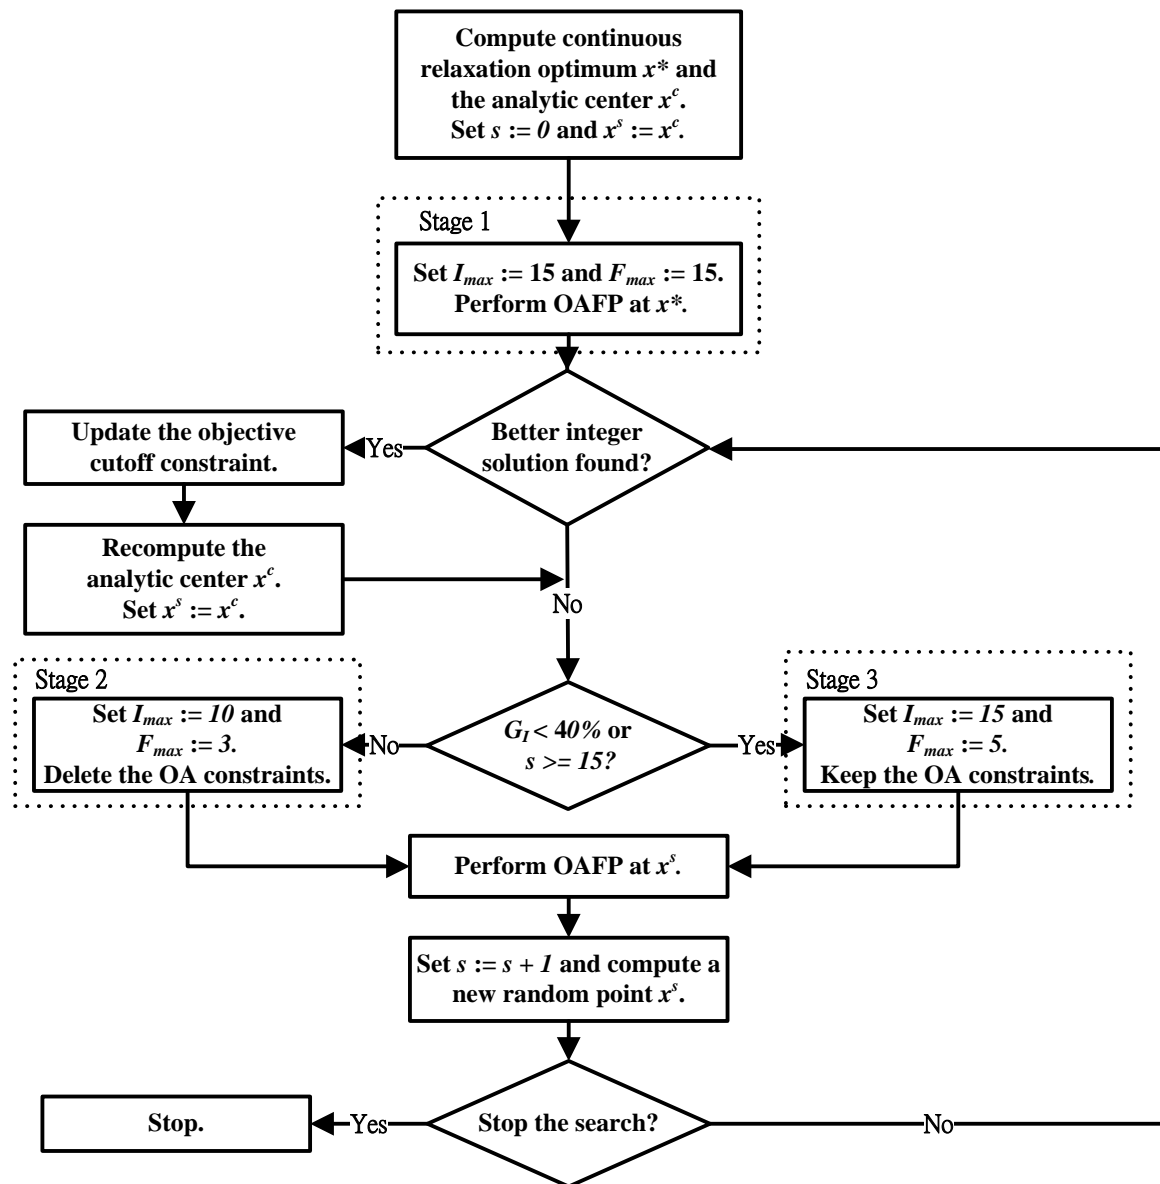 Compute continuous
relaxation optimum x* and
the analytic center x^c.
Set s := 0 and x^s := x^c.
Stage 1
Set I_max := 15 and F_max := 15.
Perform OAFP at x*.
Better integer
solution found?
Yes
Update the objective
cutoff constraint.
Recompute the
analytic center x^c.
Set x^s := x^c.
No
Stage 2
Set I_max := 10 and
F_max := 3.
Delete the OA constraints.
No
G_I < 40% or
s >= 15?
Yes
Stage 3
Set I_max := 15 and
F_max := 5.
Keep the OA constraints.
Perform OAFP at x^s.
Set s := s + 1 and compute a
new random point x^s.
Stop.
Yes
Stop the search?
No